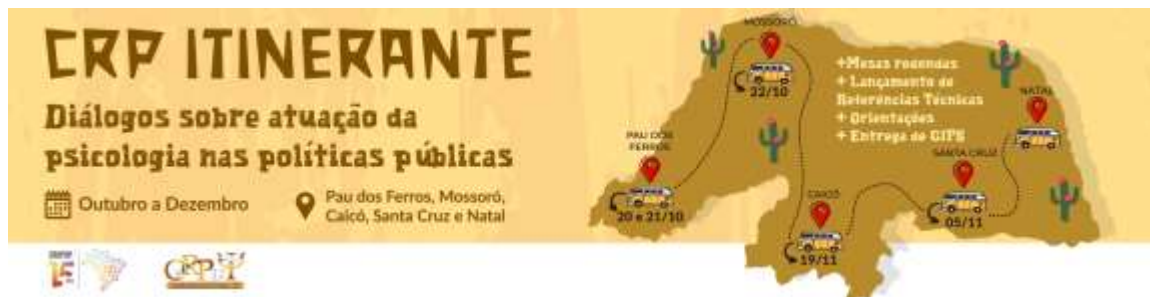 CRP ITINERANTE
Diálogos sobre atuação da
psicologia nas políticas públicas
Outubro a Dezembro
Pau dos Ferros, Mossoró,
Caicó, Santa Cruz e Natal
MOSSORÓ
22/10
+Mesas redondas
+ Lançamento de
Referências Técnicas
+ Orientações
+ Entrega de CIPS
NATAL
PAU DOS
FERROS
20 e 21/10
SANTA CRUZ
05/11
CAICÓ
19/11
CRP